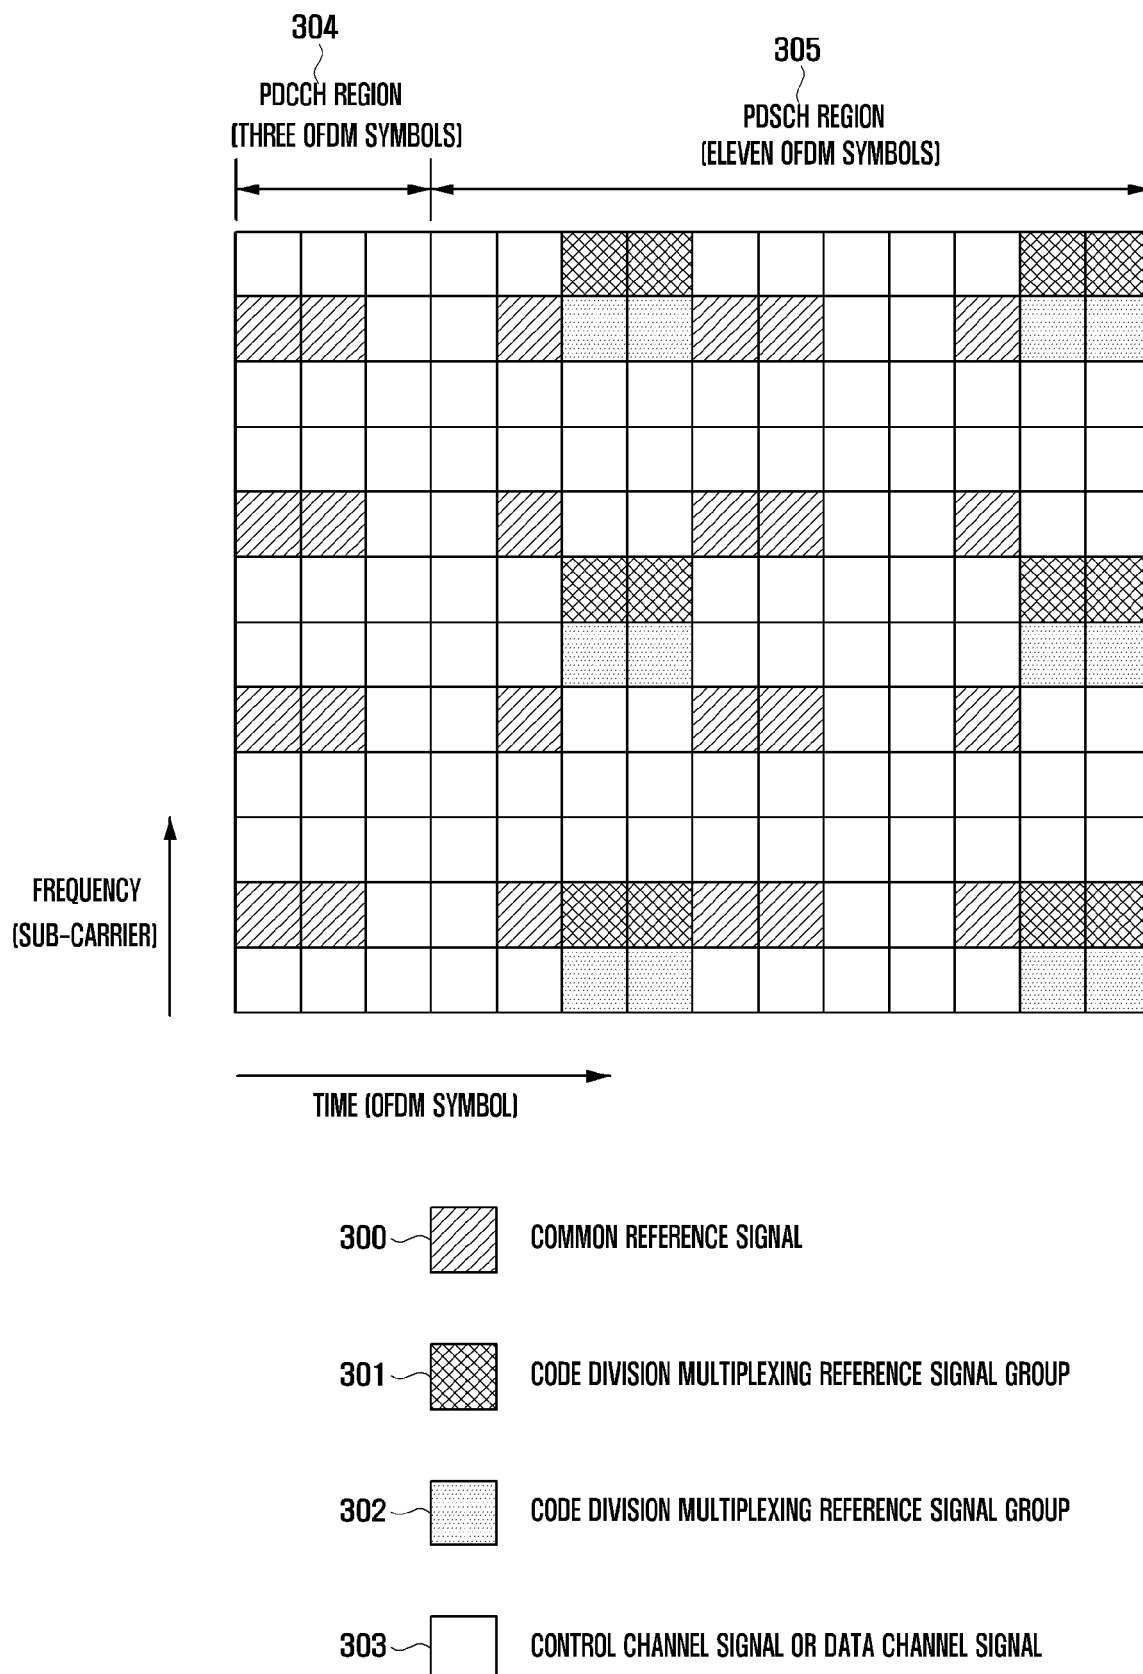 304
PDCCH REGION
(THREE OFDM SYMBOLS)
305
PDSCH REGION
(ELEVEN OFDM SYMBOLS)
FREQUENCY
(SUB-CARRIER)
TIME (OFDM SYMBOL)
300 COMMON REFERENCE SIGNAL
301 CODE DIVISION MULTIPLEXING REFERENCE SIGNAL GROUP
302 CODE DIVISION MULTIPLEXING REFERENCE SIGNAL GROUP
303 CONTROL CHANNEL SIGNAL OR DATA CHANNEL SIGNAL